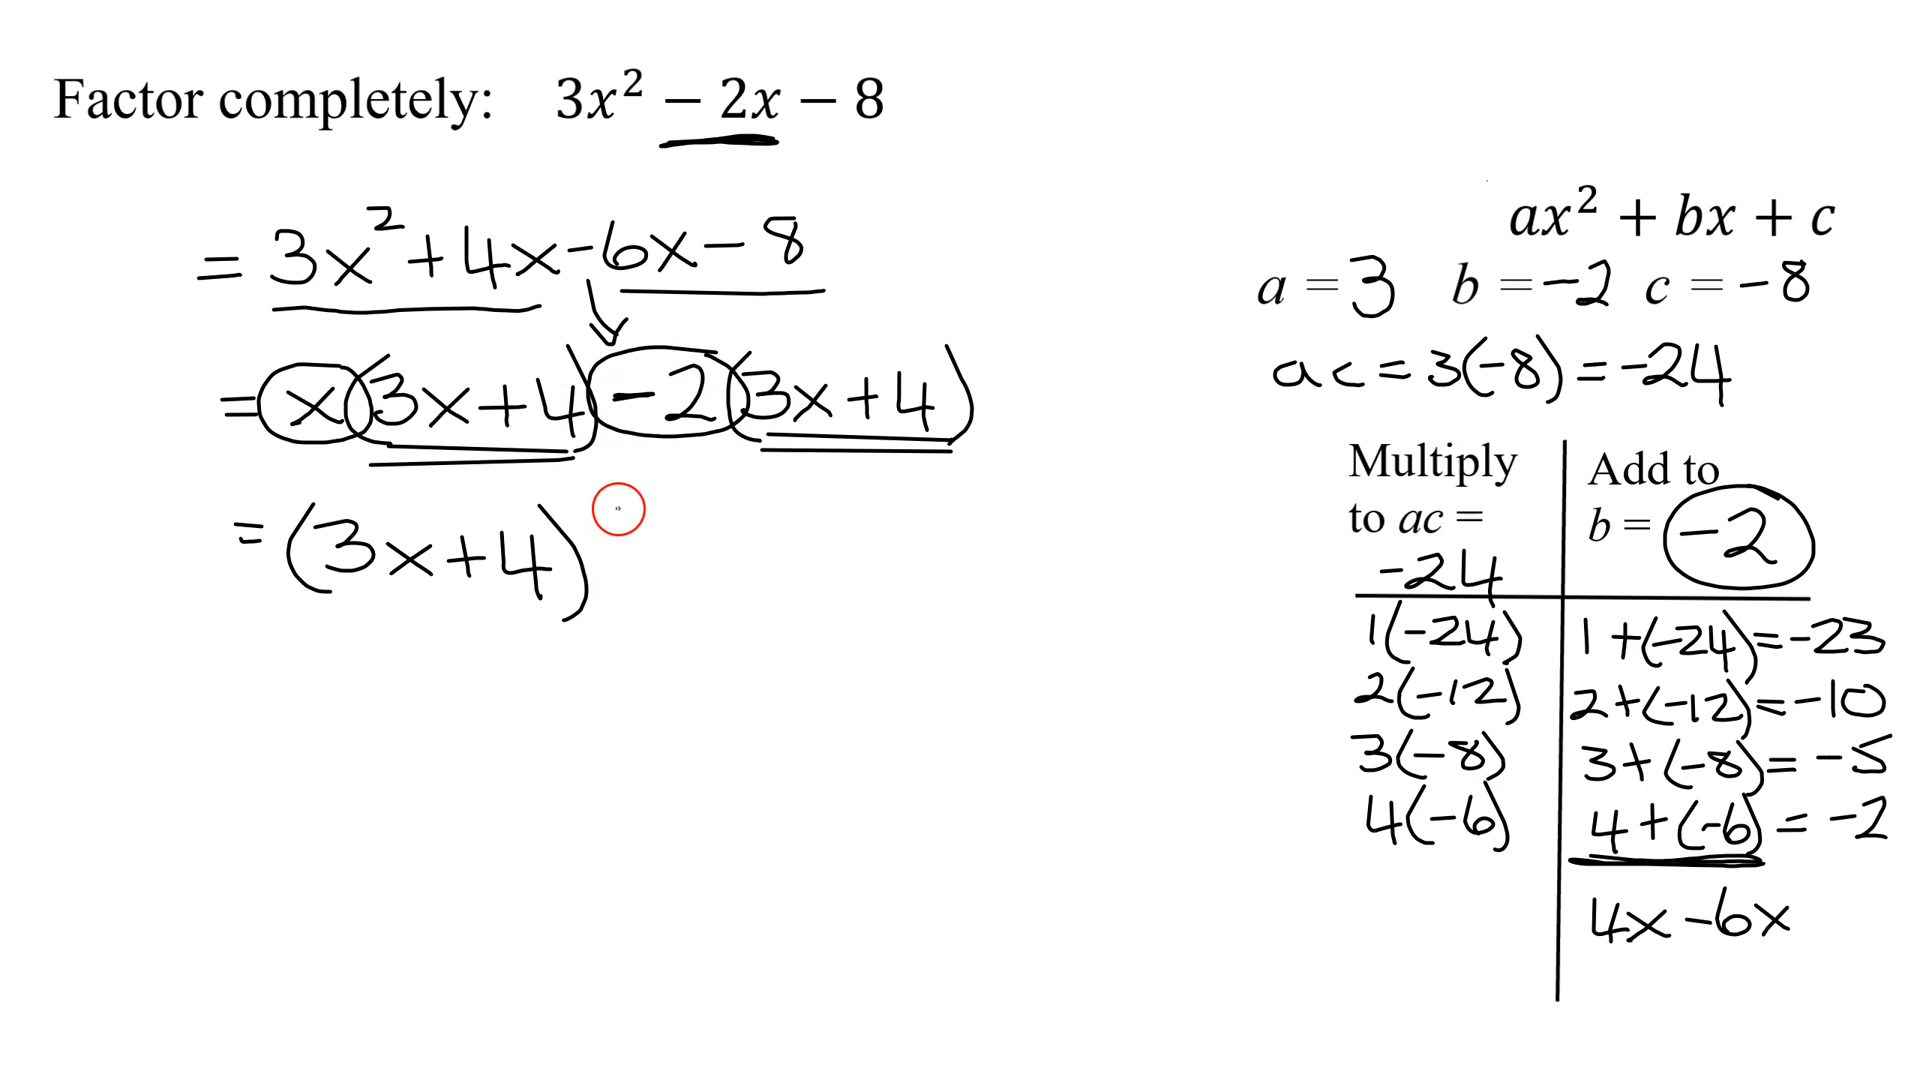 Factor completely: 3x² − 2x − 8
= 3x² + 4x - 6x - 8
= x(3x + 4) - 2(3x + 4)
= (3x + 4)
ax² + bx + c
a = 3 b = -2 c = -8
ac = 3(-8) = -24
Multiply
to ac =
-24
1(-24)
2(-12)
3(-8)
4(-6)
Add to
b = -2
1 + (-24) = -23
2 + (-12) = -10
3 + (-8) = -5
4 + (-6) = -2
4x - 6x